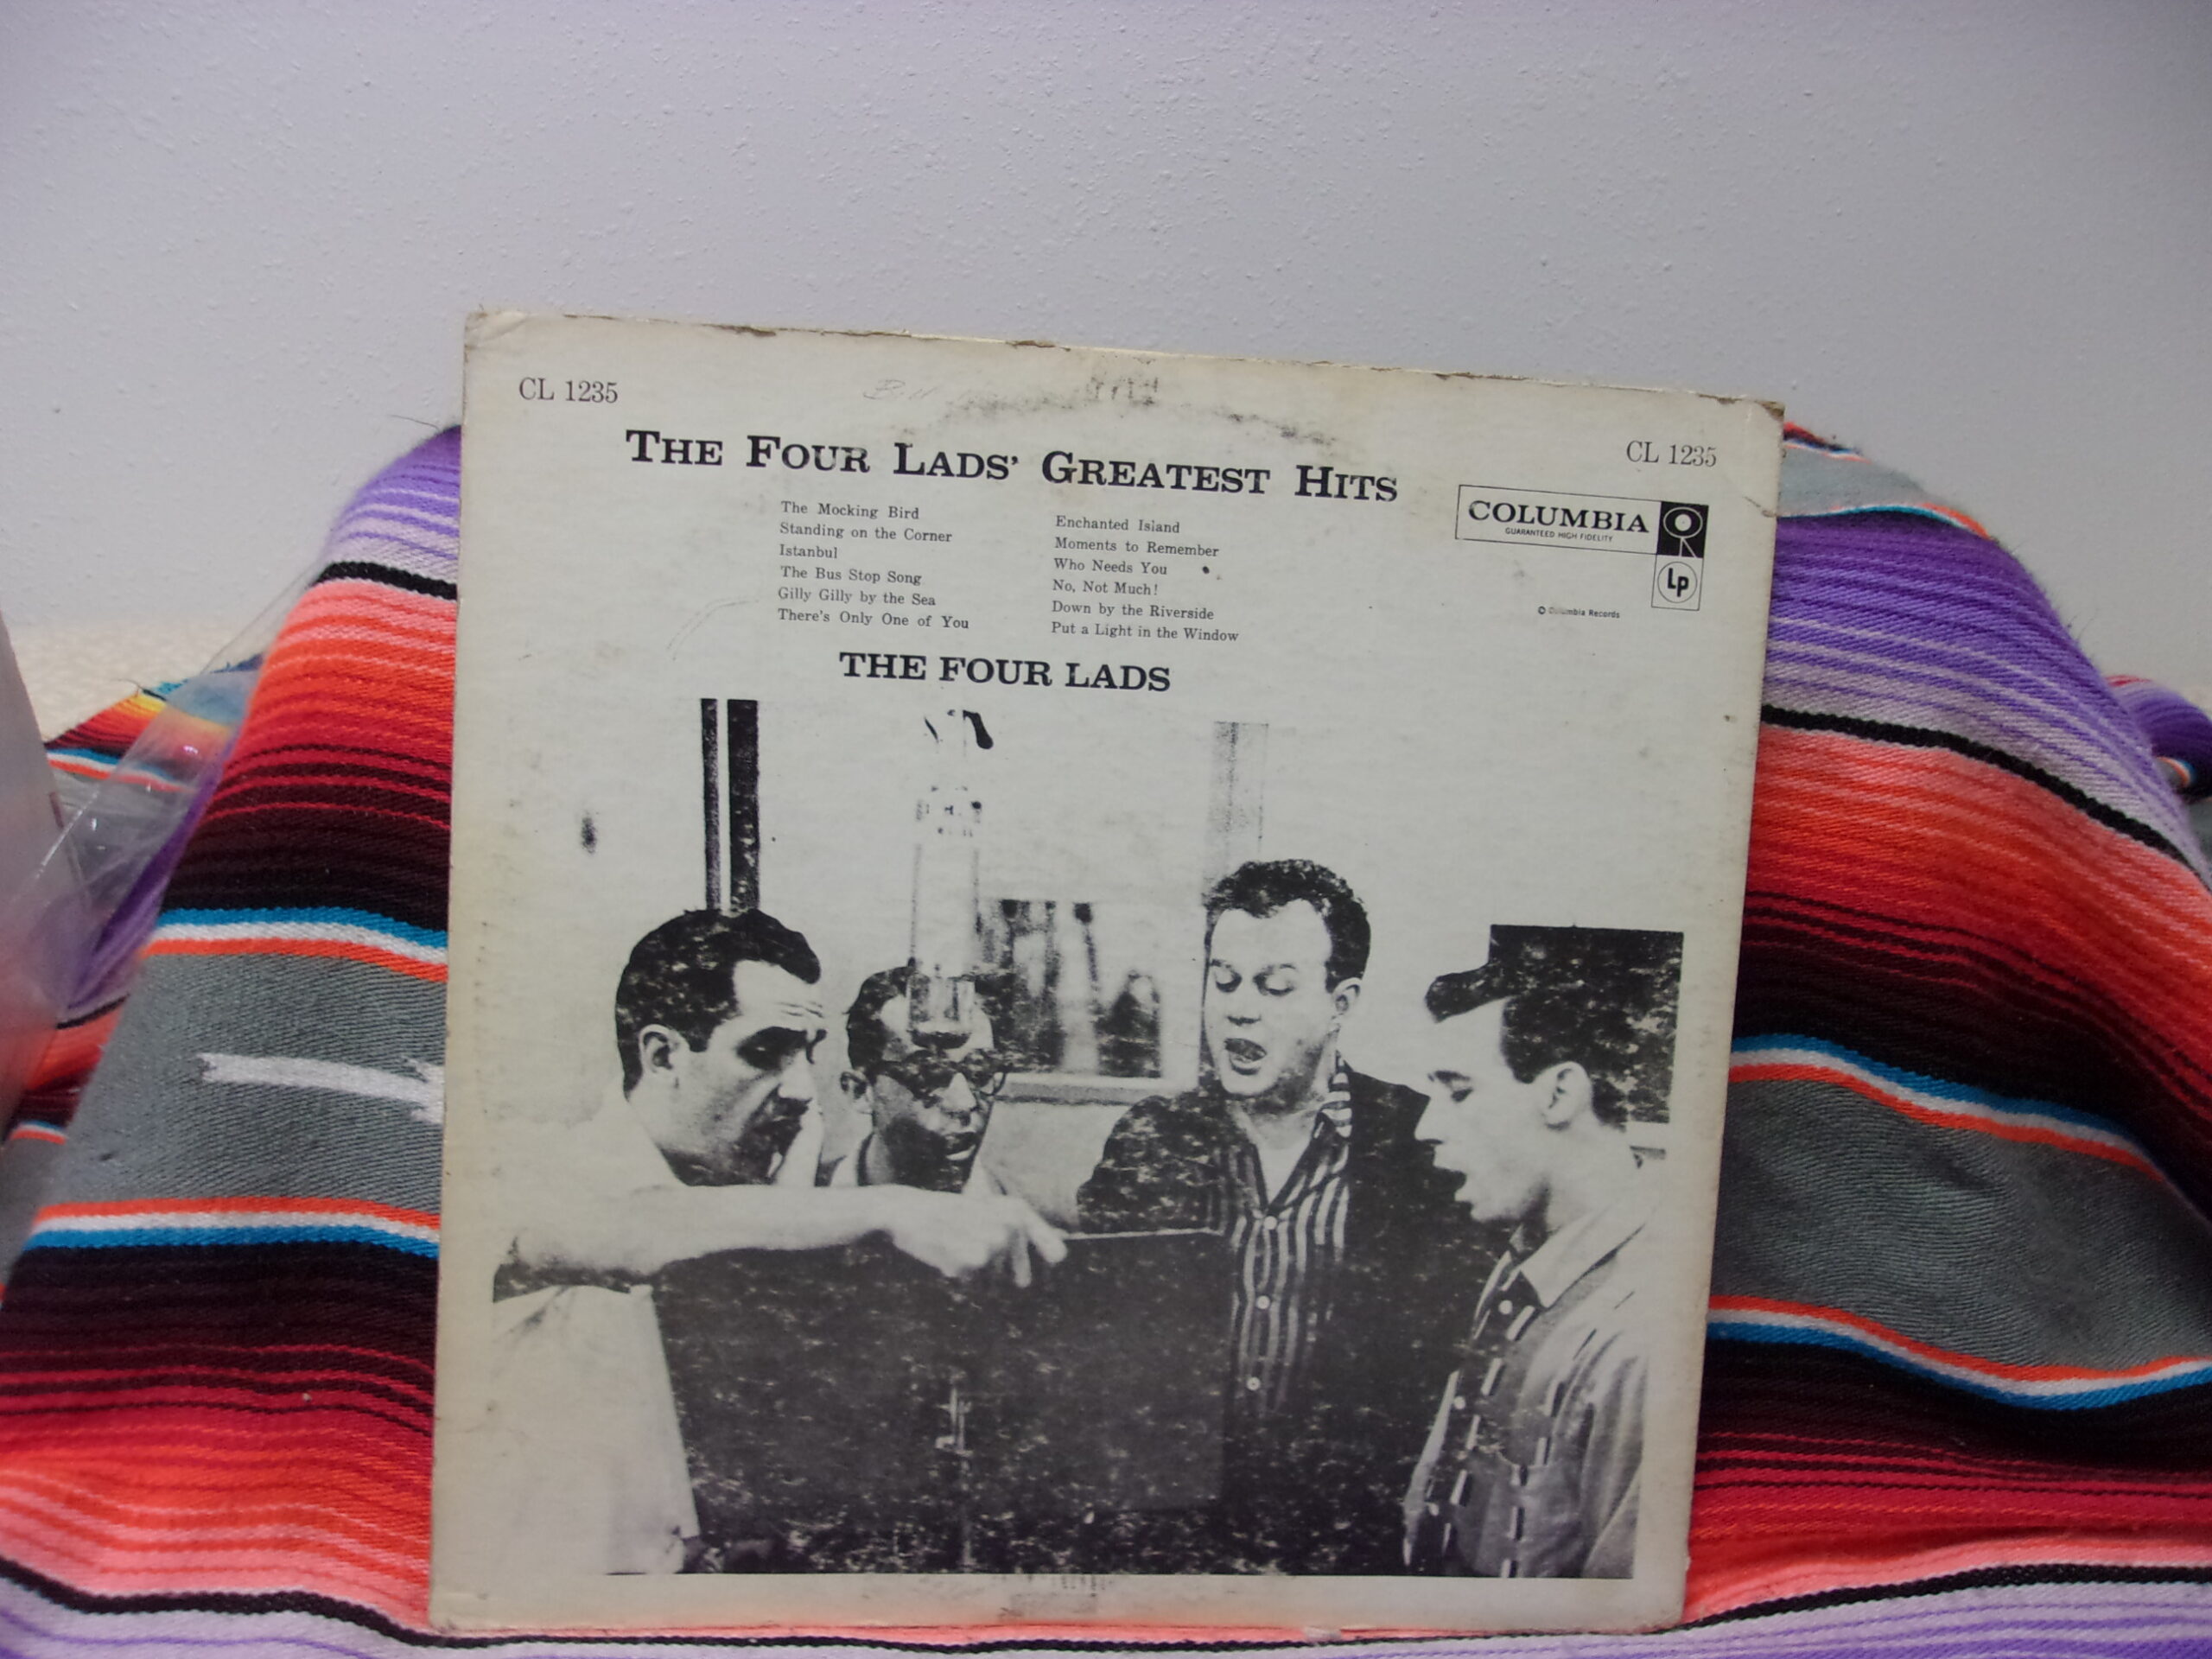 CL 1235
CL 1235
THE FOUR LADS' GREATEST HITS
The Mocking Bird
Standing on the Corner
Istanbul
The Bus Stop Song
Gilly Gilly by the Sea
There's Only One of You
Enchanted Island
Moments to Remember
Who Needs You
No, Not Much!
Down by the Riverside
Put a Light in the Window
COLUMBIA
GUARANTEED HIGH FIDELITY
Lp
© Columbia Records
THE FOUR LADS